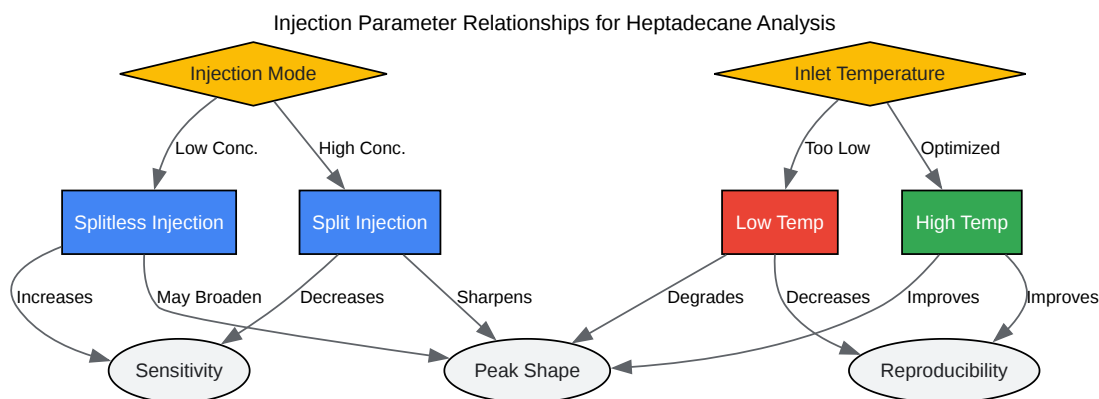 Injection Parameter Relationships for Heptadecane Analysis
Injection Mode
Inlet Temperature
Low Conc.
High Conc.
Too Low
Optimized
Splitless Injection
Split Injection
Low Temp
High Temp
Increases
May Broaden
Decreases
Sharpens
Degrades
Decreases
Improves
Improves
Sensitivity
Peak Shape
Reproducibility